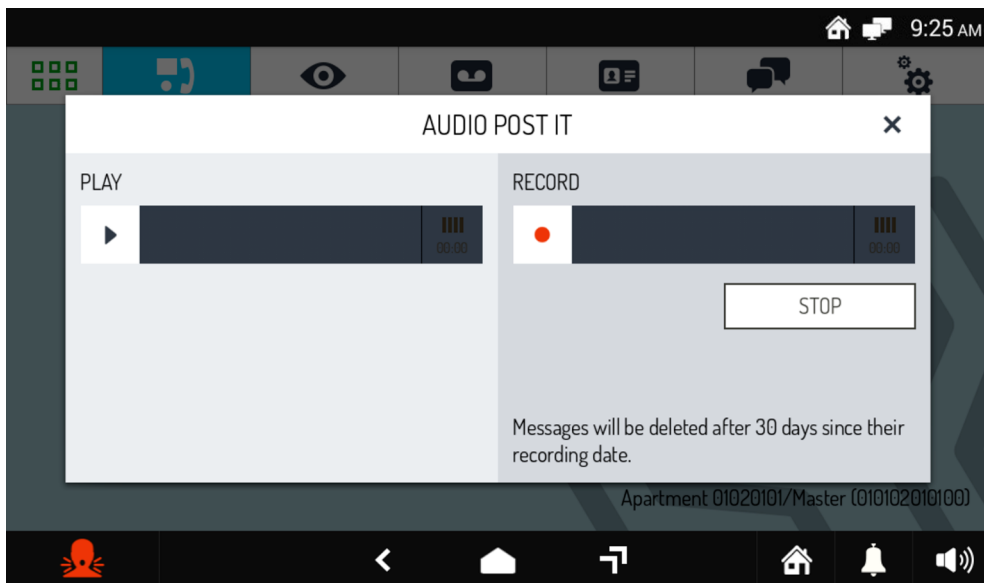 9:25 AM
AUDIO POST IT
PLAY
RECORD
00:00
00:00
STOP
Messages will be deleted after 30 days since their
recording date.
Apartment 01020101/Master (010102010100)